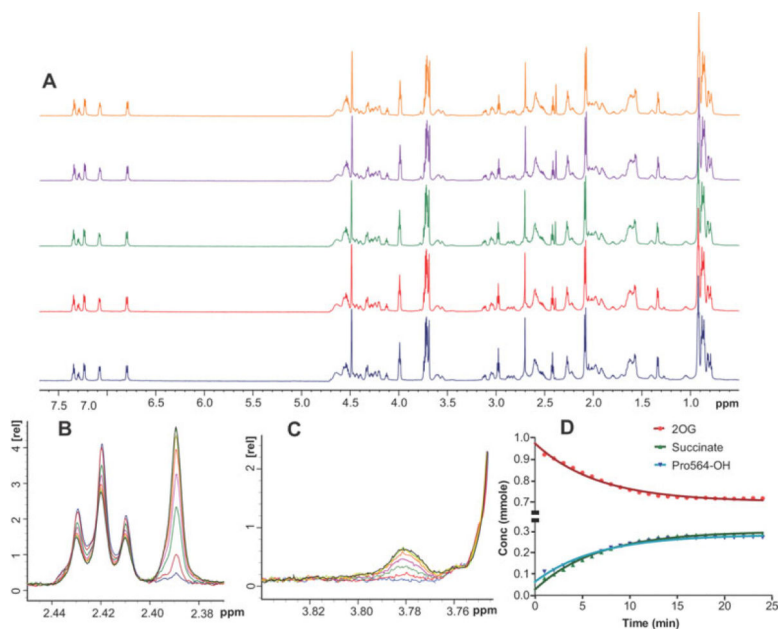 A
7.5 7.0 6.5 6.0 5.5 5.0 4.5 4.0 3.5 3.0 2.5 2.0 1.5 ppm 1.0
B
[rel]
4
3
2
1
0
2.44 2.42 2.40 2.38 ppm
C
[rel]
2
1
0
3.82 3.80 3.78 3.76 ppm
D
2OG
Succinate
Pro564-OH
Conc (mmole)
1.0
0.9
0.8
0.7
0.3
0.2
0.1
0.0
0 5 10 15 20 25
Time (min)